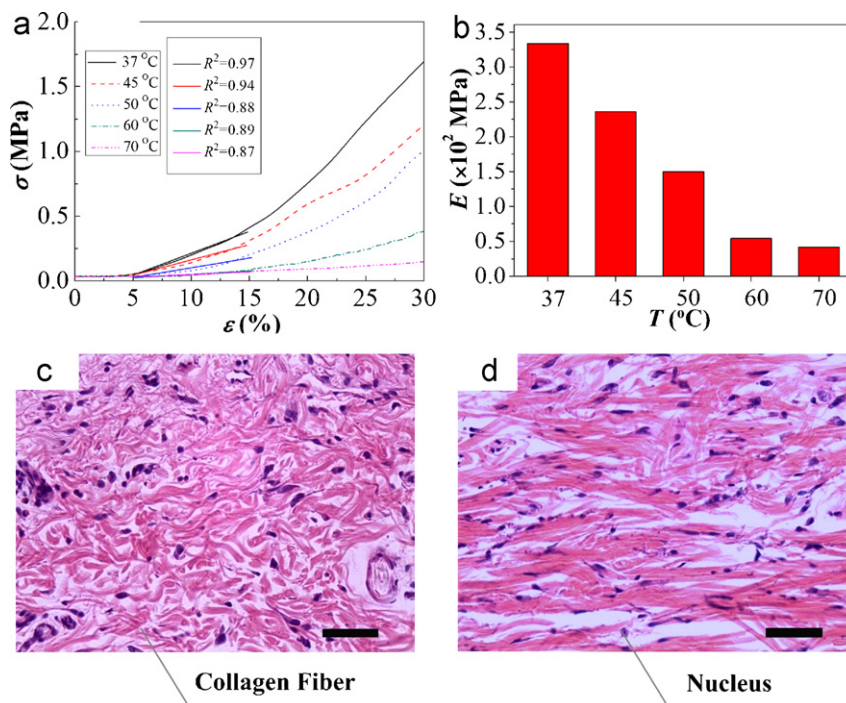 a
2.0
1.5
1.0
0.5
0.0
σ (MPa)
37 °C
45 °C
50 °C
60 °C
70 °C
R²=0.97
R²=0.94
R²=0.88
R²=0.89
R²=0.87
0 5 10 15 20 25 30
ε (%)
b
3.5
3.0
2.5
2.0
1.5
1.0
0.5
0.0
E (×10² MPa)
37 45 50 60 70
T (°C)
c
Collagen Fiber
d
Nucleus